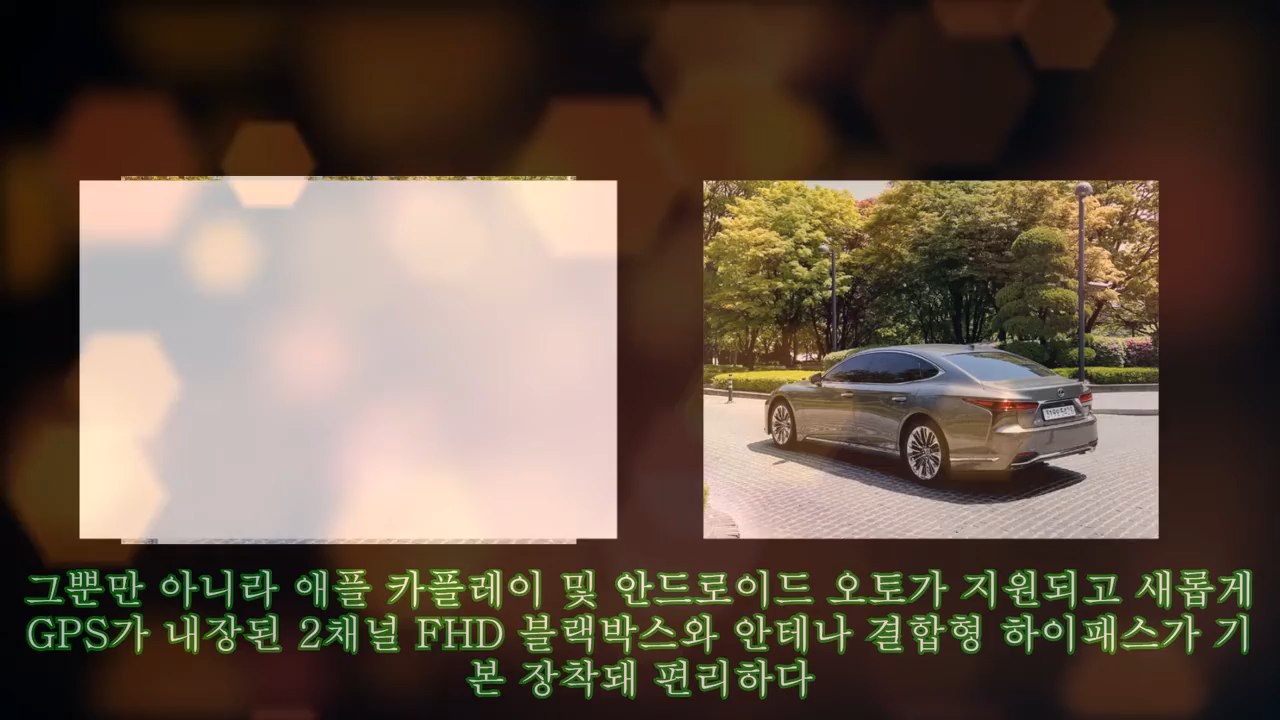 그뿐만 아니라 애플 카플레이 및 안드로이드 오토가 지원되고 새롭게
GPS가 내장된 2채널 FHD 블랙박스와 안테나 결합형 하이패스가 기
본 장착돼 편리하다